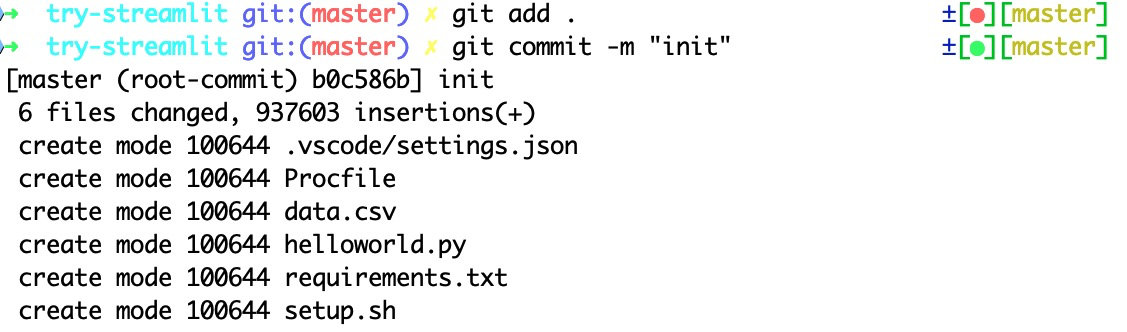 ➜ try-streamlit git:(master) ✗ git add . ±[●][master]
➜ try-streamlit git:(master) ✗ git commit -m "init" ±[●][master]
[master (root-commit) b0c586b] init
6 files changed, 937603 insertions(+)
create mode 100644 .vscode/settings.json
create mode 100644 Procfile
create mode 100644 data.csv
create mode 100644 helloworld.py
create mode 100644 requirements.txt
create mode 100644 setup.sh